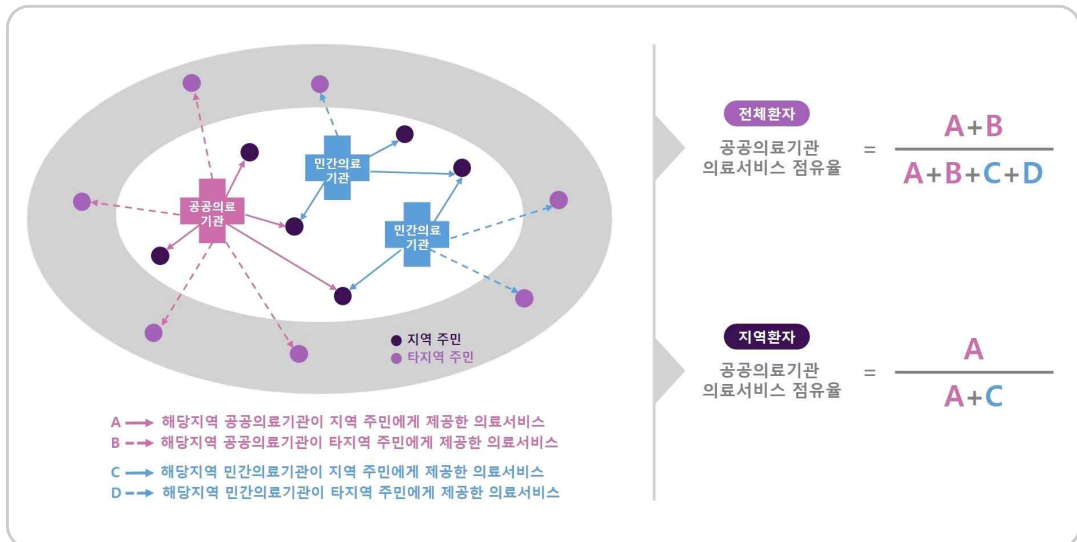 민간의료
기관
공공의료
기관
민간의료
기관
지역 주민
타지역 주민
A 해당지역 공공의료기관이 지역 주민에게 제공한 의료서비스
B 해당지역 공공의료기관이 타지역 주민에게 제공한 의료서비스
C 해당지역 민간의료기관이 지역 주민에게 제공한 의료서비스
D 해당지역 민간의료기관이 타지역 주민에게 제공한 의료서비스
전체환자
공공의료기관
의료서비스 점유율
=
A+B
A+B+C+D
지역환자
공공의료기관
의료서비스 점유율
=
A
A+C